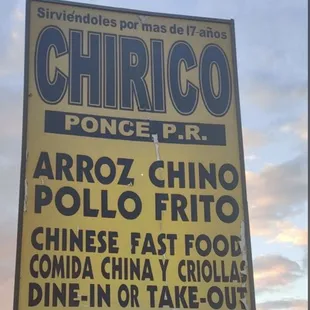 Sirviéndoles por mas de 17 años
CHIRICO
PONCE, P.R.
ARROZ CHINO
POLLO FRITO
CHINESE FAST FOOD
COMIDA CHINA Y CRIOLLA
DINE-IN OR TAKE-OUT